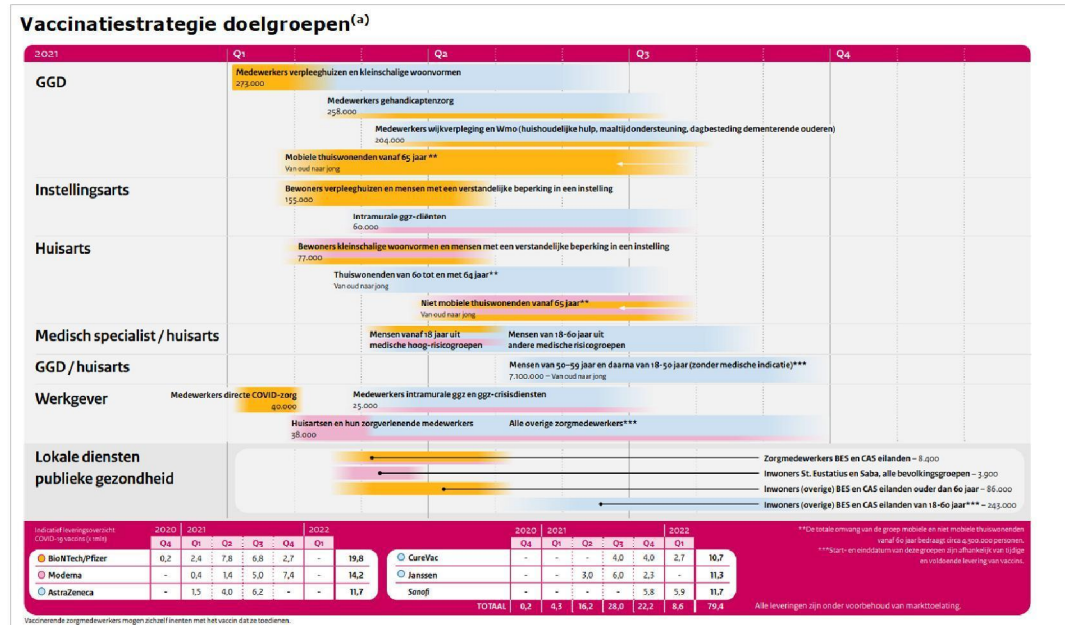 Vaccinatiestrategie doelgroepen(a)
2021 Q1 Q2 Q3 Q4
GGD
Medewerkers verpleeghuizen en kleinschalige woonvormen
273.000
Medewerkers gehandicaptenzorg
258.000
Medewerkers wijkverpleging en Wmo (huishoudelijke hulp, maaltijdondersteuning, dagbesteding dementerende ouderen)
204.000
Mobiele thuiswonenden vanaf 65 jaar **
Van oud naar jong
Instellingsarts
Bewoners verpleeghuizen en mensen met een verstandelijke beperking in een instelling
155.000
Intramurale ggz-cliënten
60.000
Huisarts
Bewoners kleinschalige woonvormen en mensen met een verstandelijke beperking in een instelling
77.000
Thuiswonenden van 60 tot en met 64 jaar**
Van oud naar jong
Niet mobiele thuiswonenden vanaf 65 jaar**
Van oud naar jong
Medisch specialist / huisarts
Mensen vanaf 18 jaar uit
medische hoog-risicogroepen
Mensen van 18-60 jaar uit
andere medische risicogroepen
GGD / huisarts
Mensen van 50–59 jaar en daarna van 18-50 jaar (zonder medische indicatie)***
7.100.000 – Van oud naar jong
Werkgever
Medewerkers directe COVID-zorg
40.000
Medewerkers intramurale ggz en ggz-crisisdiensten
25.000
Huisartsen en hun zorgverlenende medewerkers
38.000
Alle overige zorgmedewerkers***
Lokale diensten
publieke gezondheid
Zorgmedewerkers BES en CAS eilanden – 8.400
Inwoners St. Eustatius en Saba, alle bevolkingsgroepen – 3.900
Inwoners (overige) BES en CAS eilanden ouder dan 60 jaar – 86.000
Inwoners (overige) BES en CAS eilanden van 18-60 jaar*** – 243.000
Indicatief leveringsoverzicht
COVID-19 vaccins (x 1mln)
2020 2021 2022
Q4 Q1 Q2 Q3 Q4 Q1
BioNTech/Pfizer 0,2 2,4 7,8 6,8 2,7 - 19,8
Moderna - 0,4 1,4 5,0 7,4 - 14,2
AstraZeneca - 1,5 4,0 6,2 - - 11,7
2020 2021 2022
Q4 Q1 Q2 Q3 Q4 Q1
CureVac - - 4,0 4,0 2,7 10,7
Janssen - - 3,0 6,0 2,3 - 11,3
Sanofi - - - 5,8 5,9 11,7
TOTAAL 0,2 4,3 16,2 28,0 22,2 8,6 79,4
**De totale omvang van de groep mobiele en niet mobiele thuiswonenden
vanaf 60 jaar bedraagt circa 4.300.000 personen.
***Start- en einddatum van deze groepen zijn afhankelijk van tijdige
en voldoende levering van vaccins.
Alle leveringen zijn onder voorbehoud van markttoelating.
Vaccinerende zorgmedewerkers mogen zichzelf inenten met het vaccin dat ze toedienen.